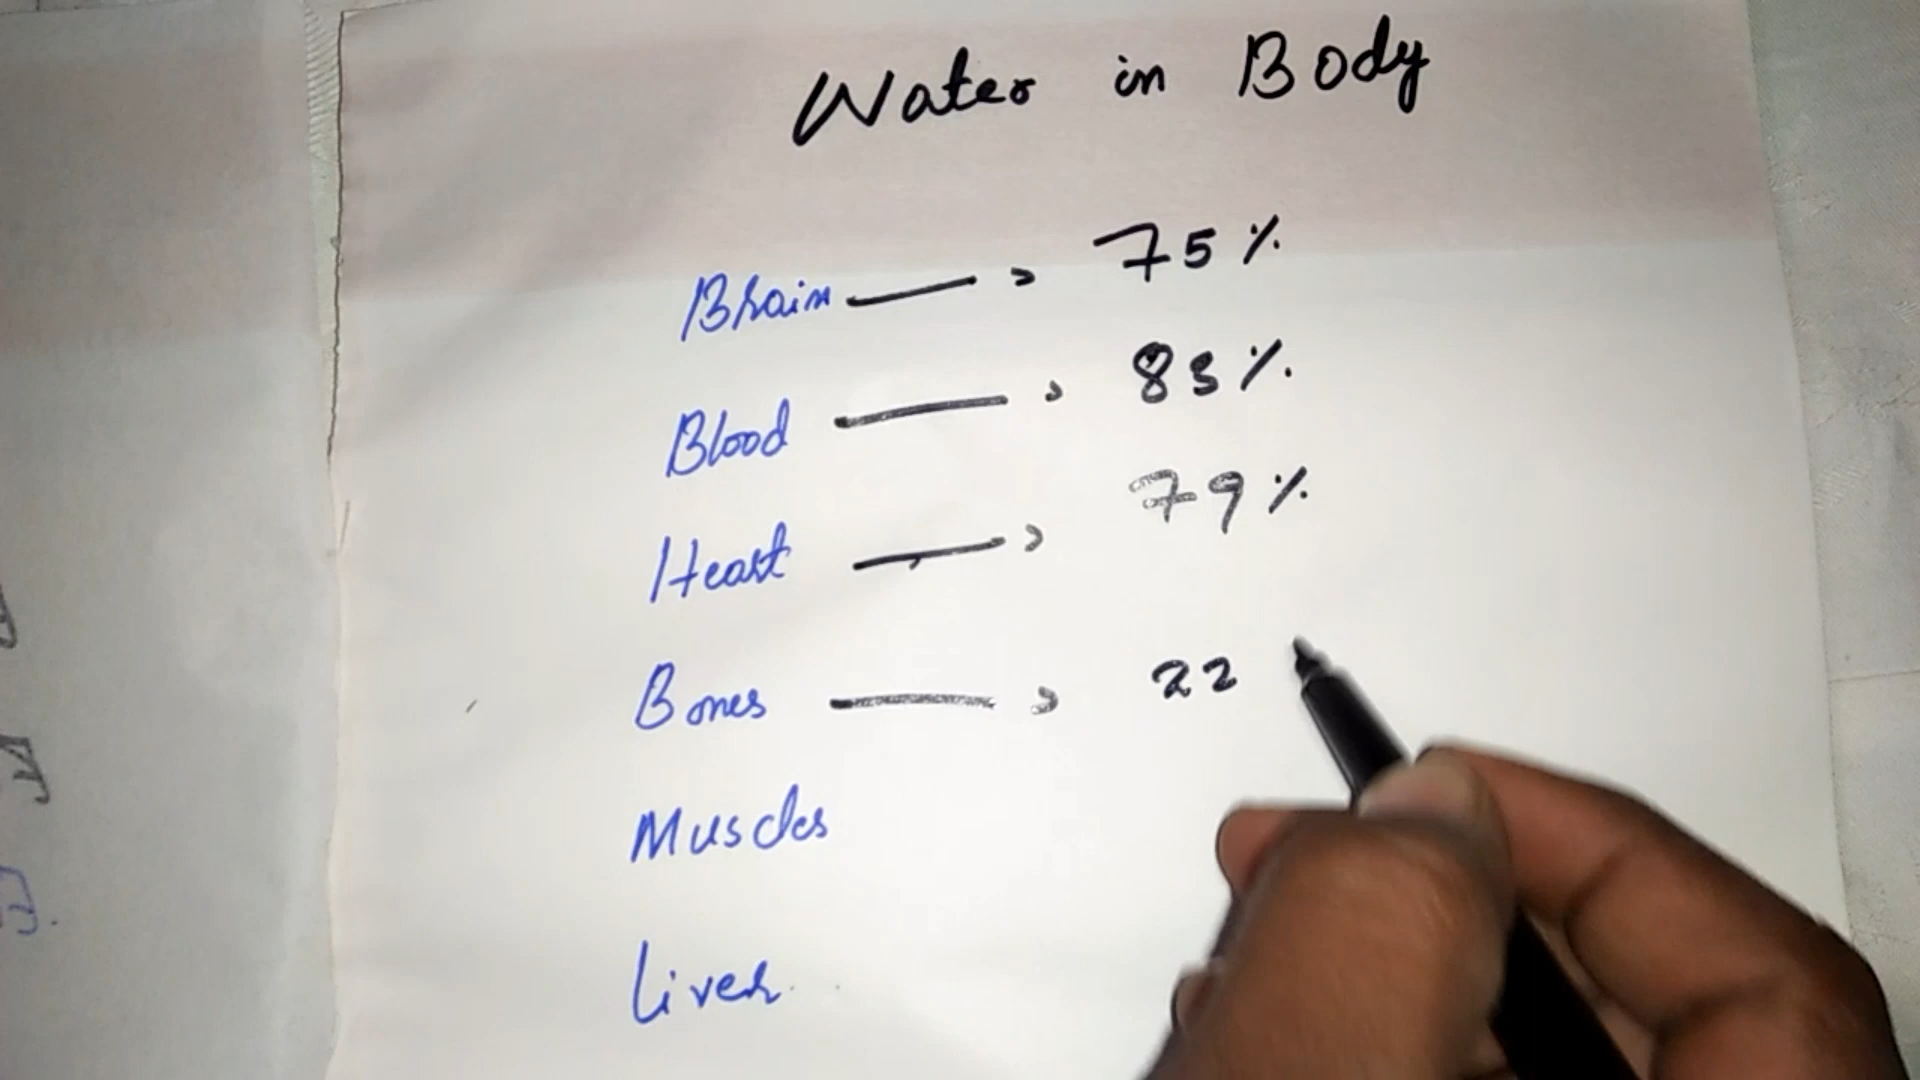 Water in Body
Brain → 75%
Blood → 83%
Heart → 79%
Bones → 22
Muscles
Liver